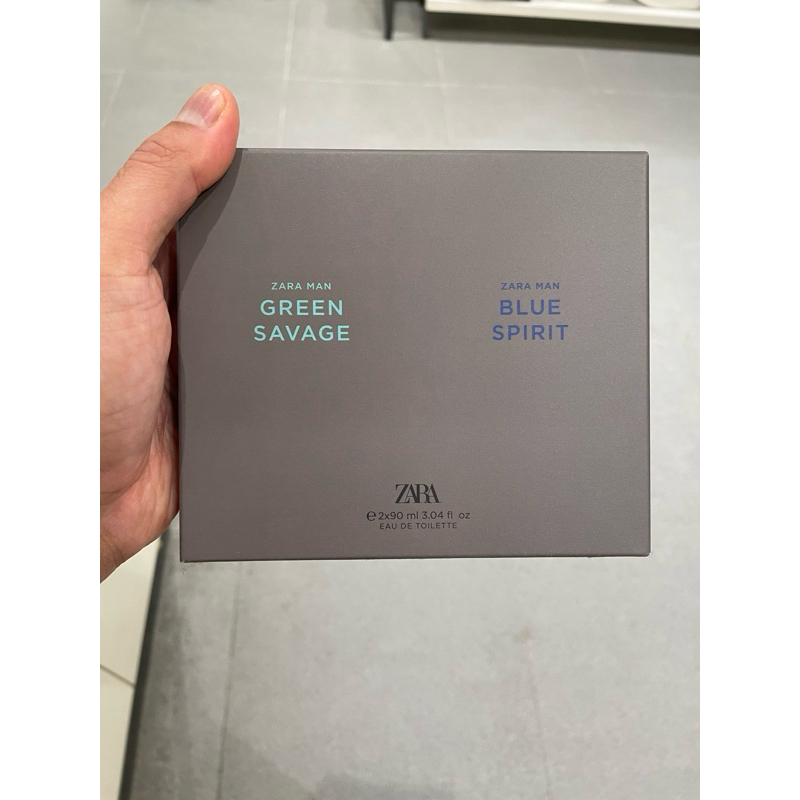 ZARA MAN
GREEN
SAVAGE
ZARA MAN
BLUE
SPIRIT
ZARA
℮ 2x90 ml 3.04 fl oz
EAU DE TOILETTE